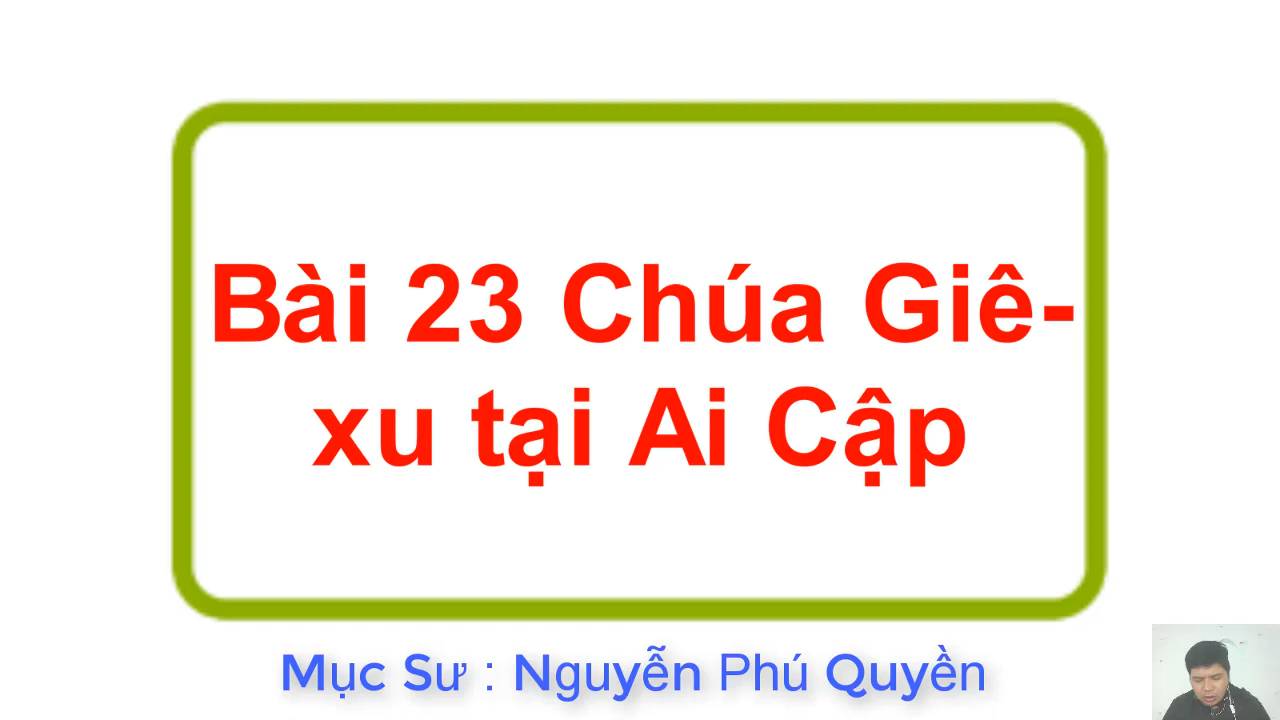 Bài 23 Chúa Giê-
xu tại Ai Cập
Mục Sư : Nguyễn Phú Quyền